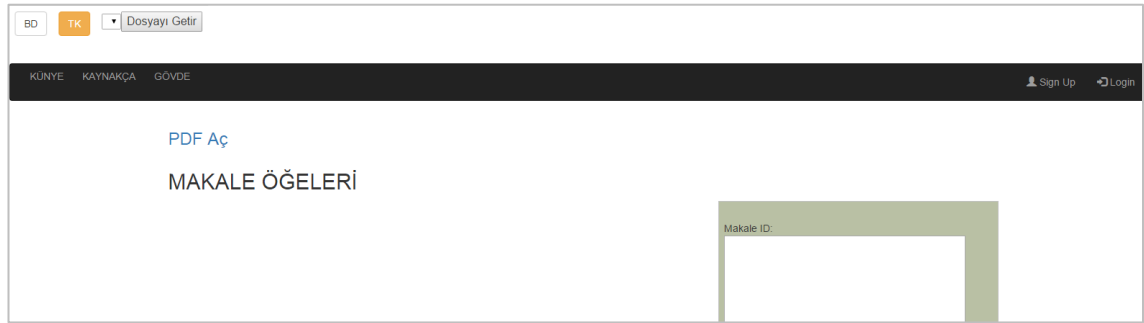 BD TK Dosyayı Getir
KÜNYE KAYNAKÇA GÖVDE Sign Up Login
PDF Aç
MAKALE ÖĞELERİ
Makale ID: